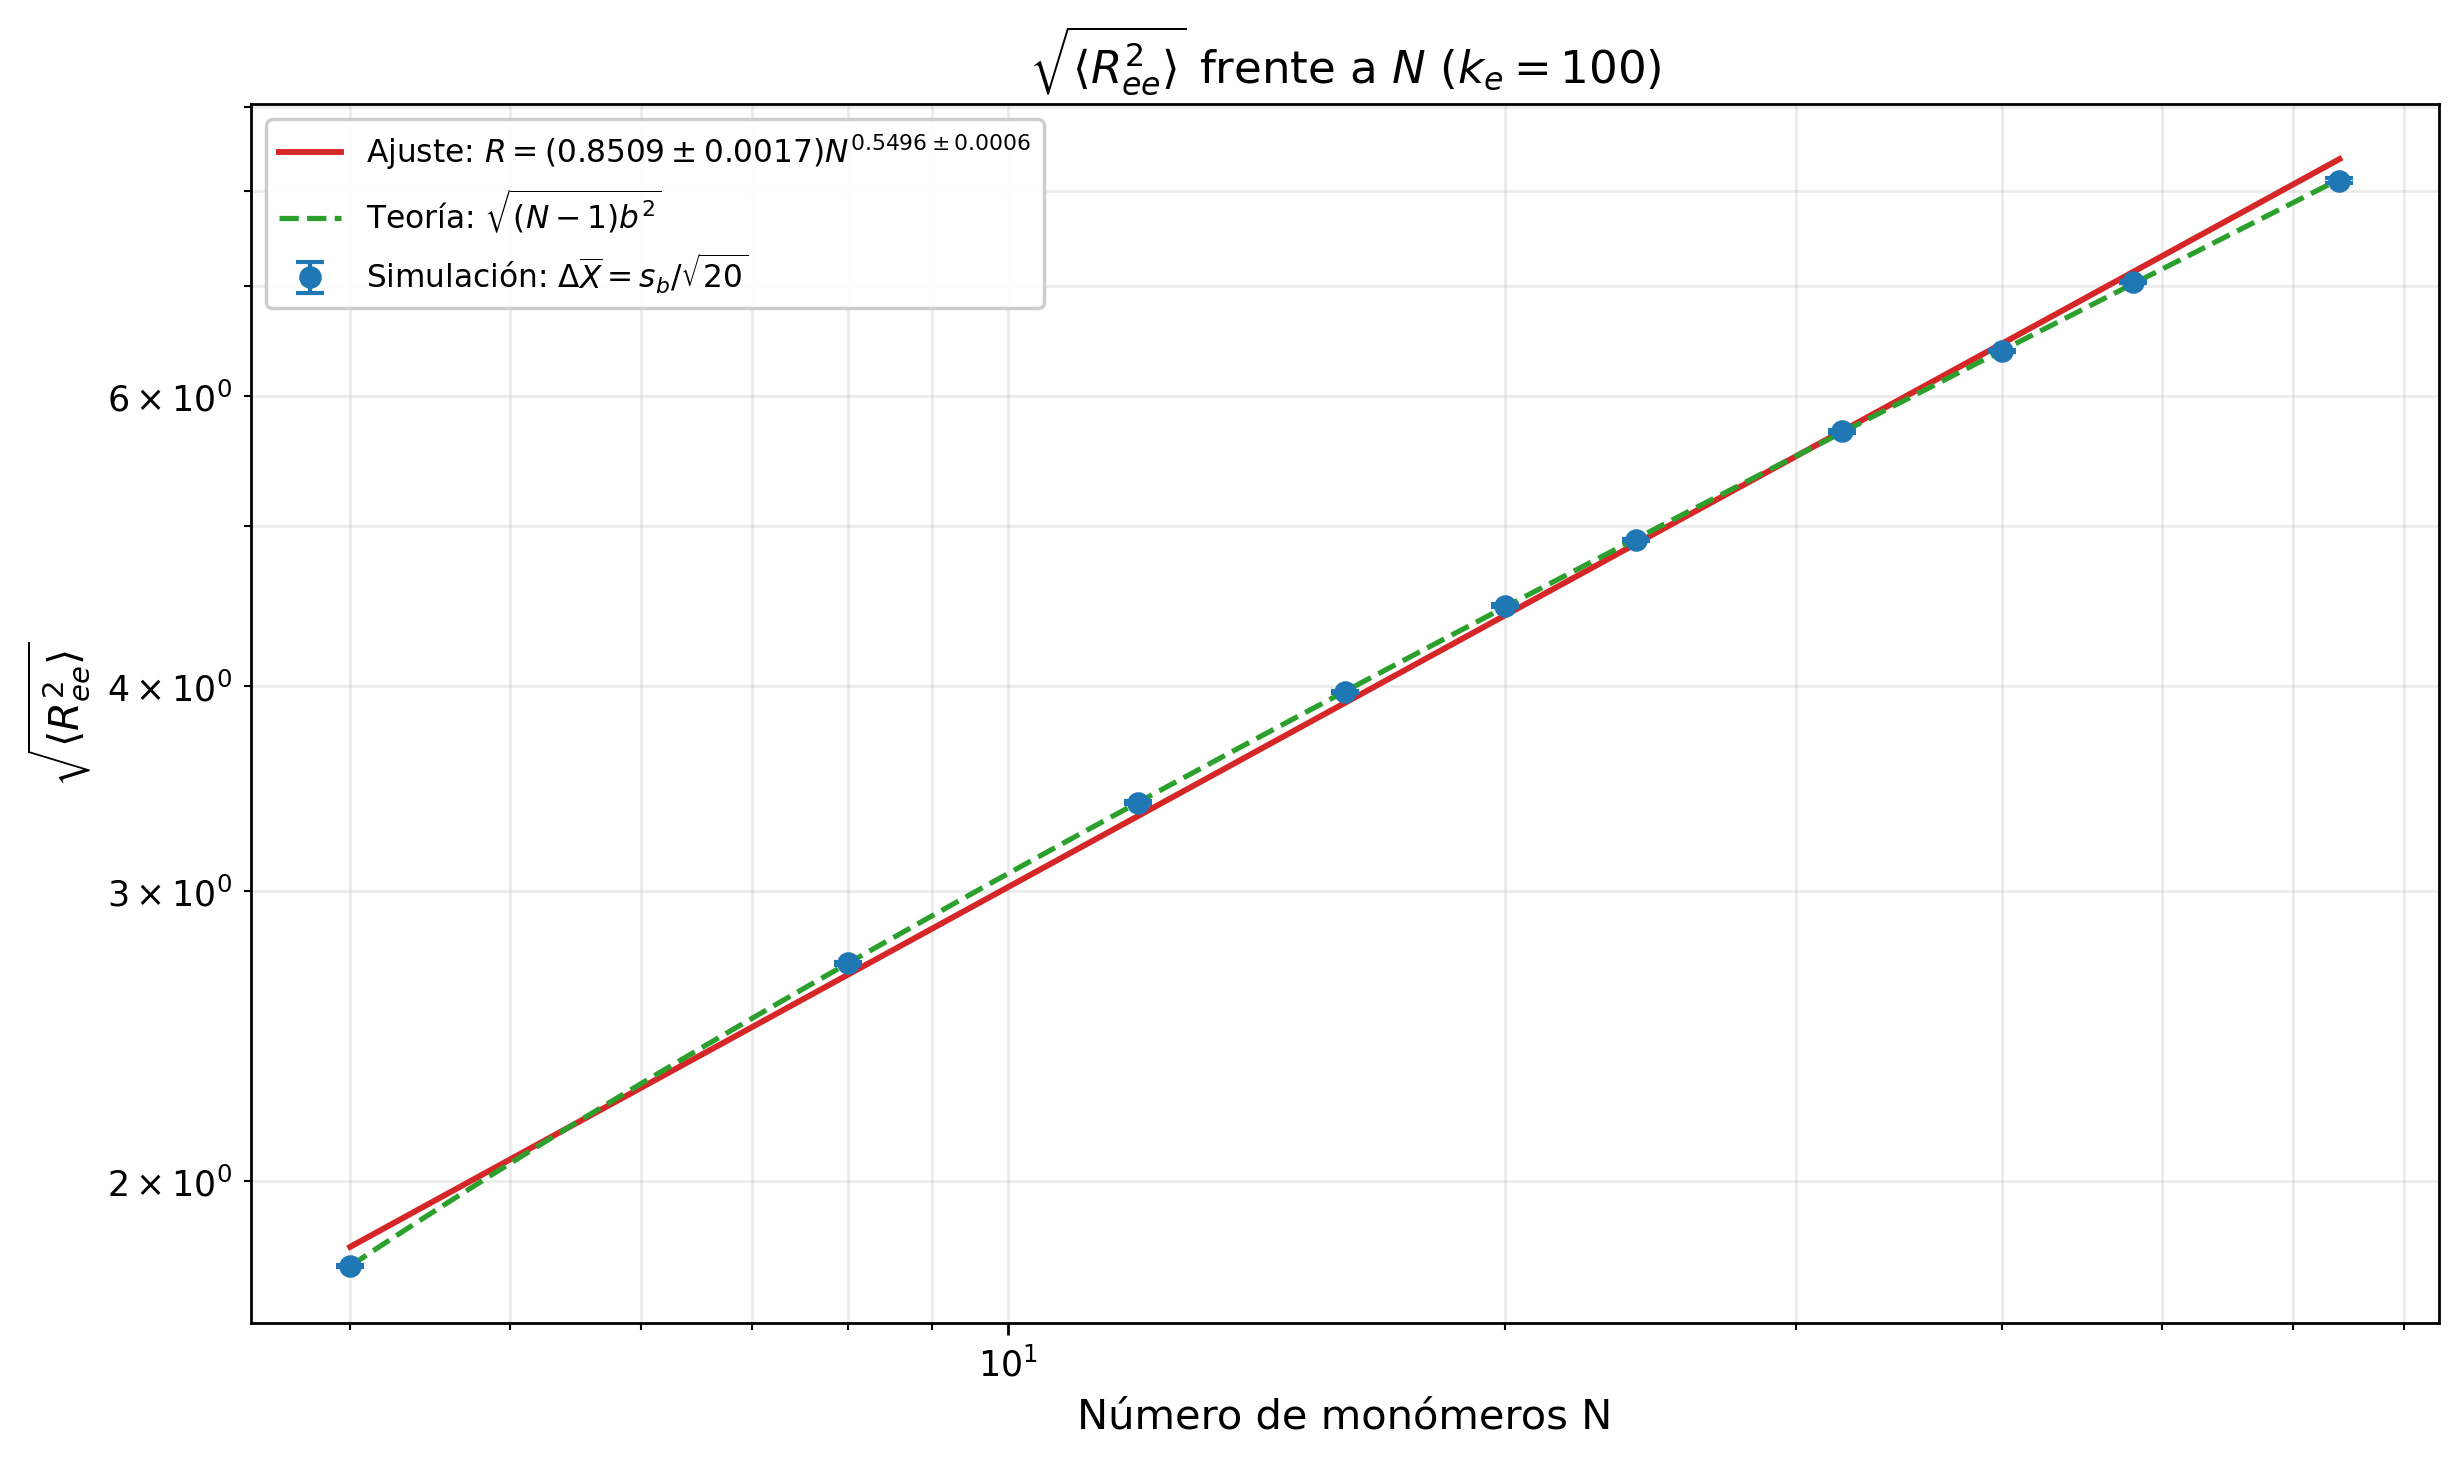 √⟨R²ₑₑ⟩ frente a N (kₑ = 100)
Ajuste: R = (0.8509 ± 0.0017)N^{0.5496 ± 0.0006}
Teoría: √((N − 1)b²)
Simulación: ΔX̅ = s_b/√20
√⟨R²ₑₑ⟩
6 × 10⁰
4 × 10⁰
3 × 10⁰
2 × 10⁰
10¹
Número de monómeros N